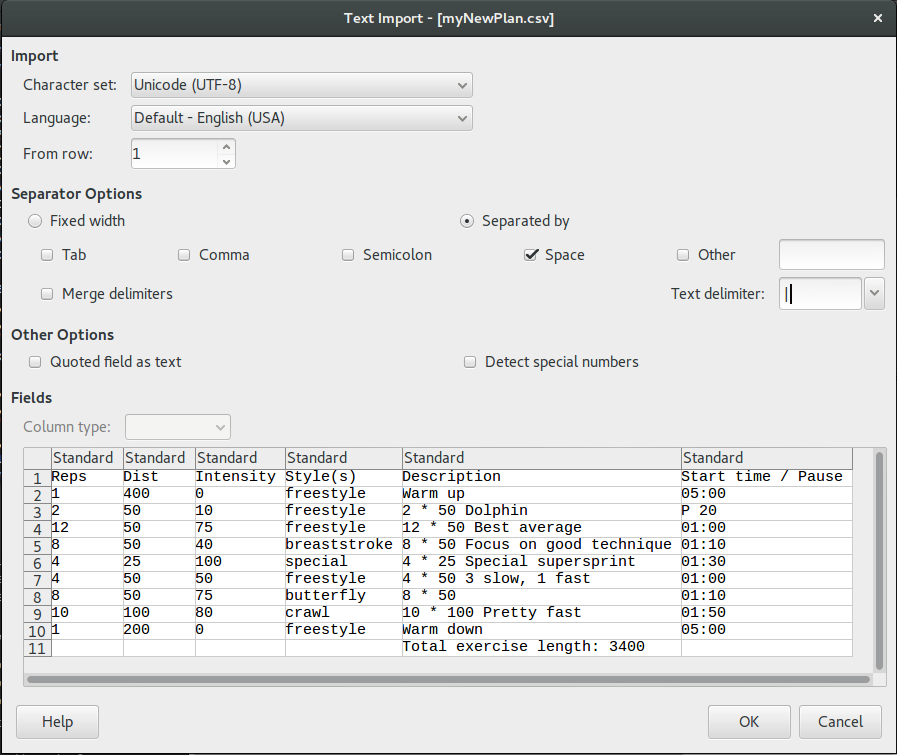 Text Import - [myNewPlan.csv]
Import
Character set: Unicode (UTF-8)
Language: Default - English (USA)
From row: 1
Separator Options
Fixed width Separated by
Tab Comma Semicolon Space Other
Merge delimiters Text delimiter: |
Other Options
Quoted field as text Detect special numbers
Fields
Column type:
Standard Standard Standard Standard Standard Standard
1 Reps Dist Intensity Style(s) Description Start time / Pause
2 1 400 0 freestyle Warm up 05:00
3 2 50 10 freestyle 2 * 50 Dolphin P 20
4 12 50 75 freestyle 12 * 50 Best average 01:00
5 8 50 40 breaststroke 8 * 50 Focus on good technique 01:10
6 4 25 100 special 4 * 25 Special supersprint 01:30
7 4 50 50 freestyle 4 * 50 3 slow, 1 fast 01:00
8 8 50 75 butterfly 8 * 50 01:10
9 10 100 80 crawl 10 * 100 Pretty fast 01:50
10 1 200 0 freestyle Warm down 05:00
11 Total exercise length: 3400
Help OK Cancel